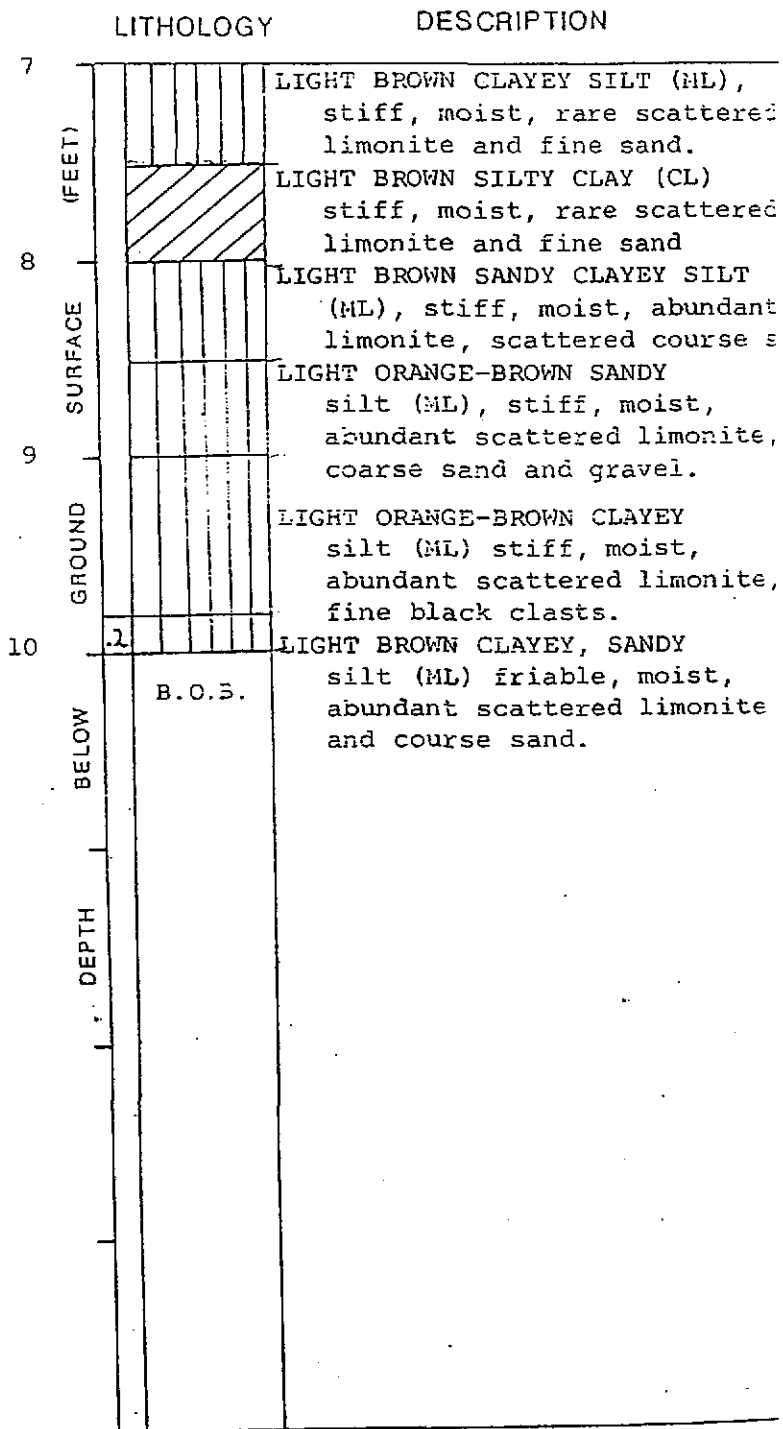 LITHOLOGY DESCRIPTION
7
LIGHT BROWN CLAYEY SILT (ML),
stiff, moist, rare scattered
limonite and fine sand.
LIGHT BROWN SILTY CLAY (CL)
stiff, moist, rare scattered
limonite and fine sand
8
LIGHT BROWN SANDY CLAYEY SILT
(ML), stiff, moist, abundant
limonite, scattered course s
LIGHT ORANGE-BROWN SANDY
silt (ML), stiff, moist,
abundant scattered limonite,
9
coarse sand and gravel.
LIGHT ORANGE-BROWN CLAYEY
silt (ML) stiff, moist,
abundant scattered limonite,
fine black clasts.
10
LIGHT BROWN CLAYEY, SANDY
silt (ML) friable, moist,
abundant scattered limonite
and course sand.
B.O.B.
DEPTH BELOW GROUND SURFACE (FEET)